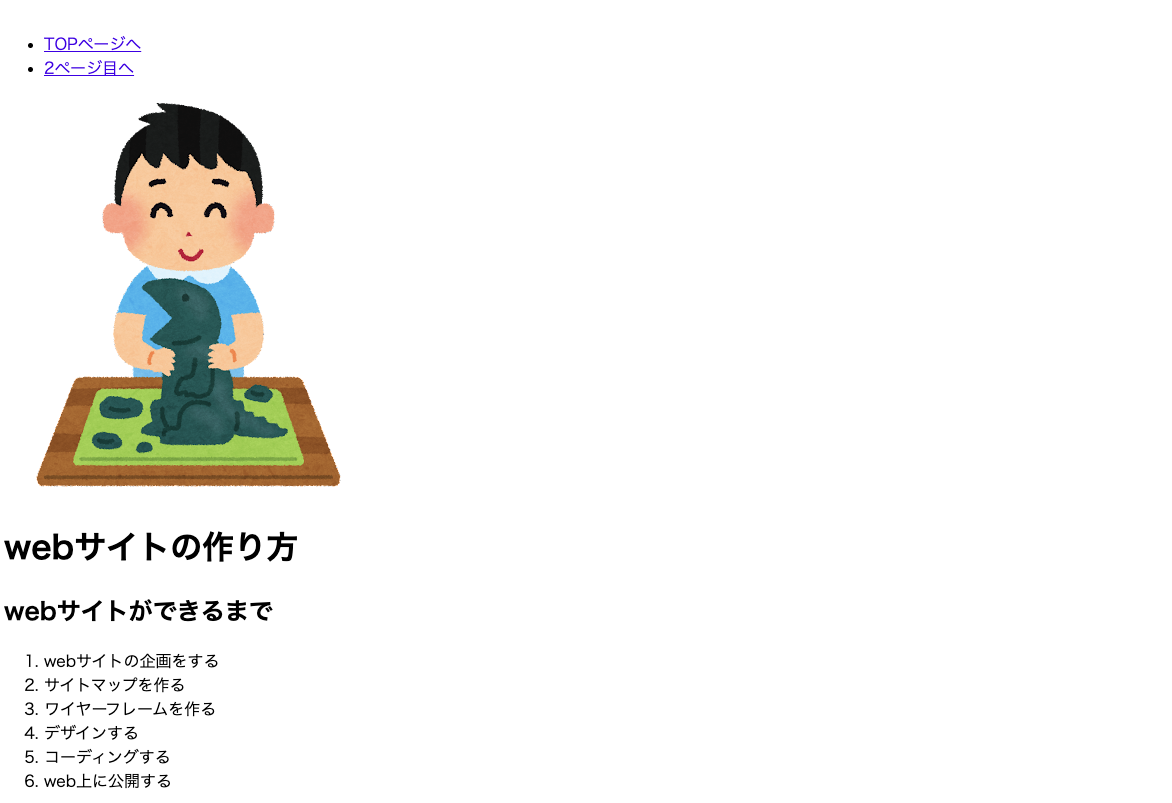 TOPページへ
2ページ目へ
webサイトの作り方
webサイトができるまで
1. webサイトの企画をする
2. サイトマップを作る
3. ワイヤーフレームを作る
4. デザインする
5. コーディングする
6. web上に公開する